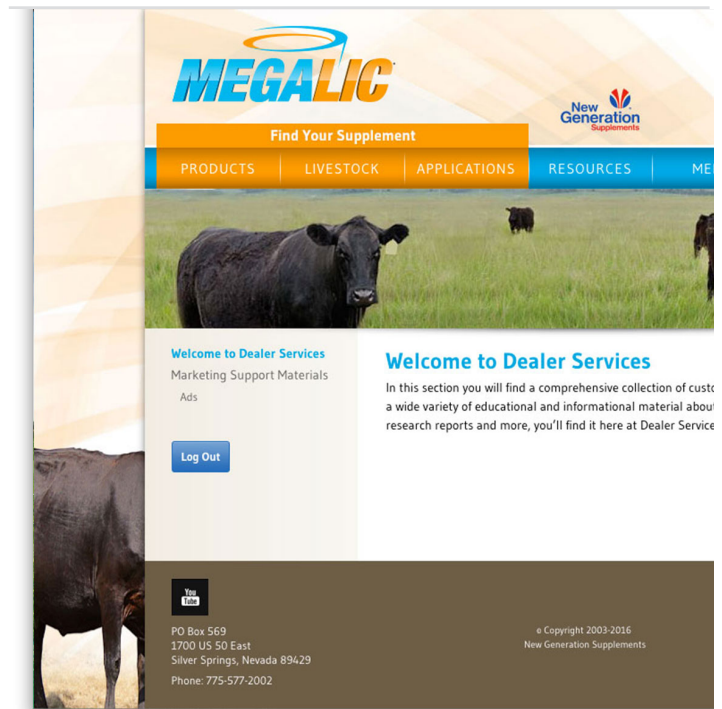 MEGALIC
New
Generation
Supplements
Find Your Supplement
PRODUCTS LIVESTOCK APPLICATIONS RESOURCES
Welcome to Dealer Services
Marketing Support Materials
Ads
Log Out
Welcome to Dealer Services
In this section you will find a comprehensive collection of
a wide variety of educational and informational material about
research reports and more, you'll find it here at Dealer Service
You
Tube
PO Box 569
1700 US 50 East
Silver Springs, Nevada 89429
Phone: 775-577-2002
© Copyright 2003-2016
New Generation Supplements